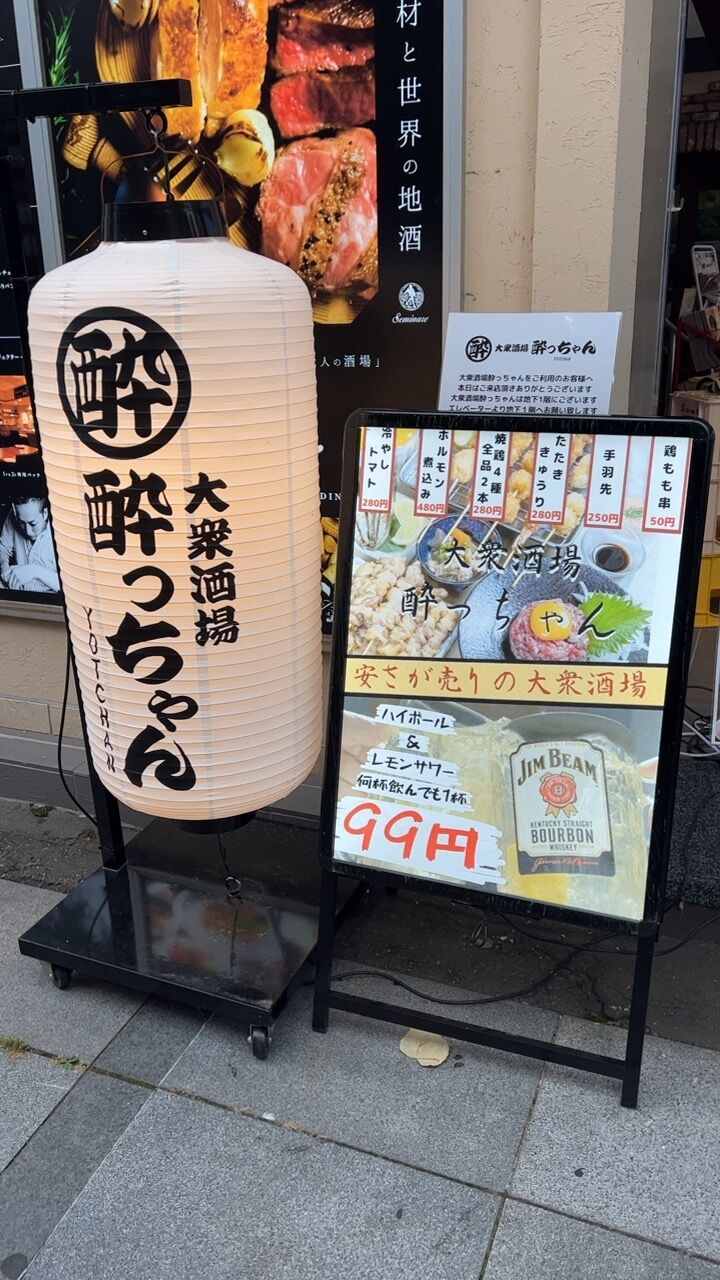 材と世界の地酒
Seminare
人の酒場」
酔
大衆酒場
酔っちゃん
YOTCHAN
酔 大衆酒場 酔っちゃん
大衆酒場酔っちゃんをご利用のお客様へ
本日はご来店頂きありがとうございます
大衆酒場酔っちゃんは地下1階にございます
エレベーターより地下1階へお願い致します
冷やしトマト
280円
ホルモン煮込み
480円
焼鶏4種全品2本
280円
たたききゅうり
280円
手羽先
250円
鶏もも串
50円
大衆酒場
酔っちゃん
安さが売りの大衆酒場
ハイボール
&
レモンサワー
何杯飲んでも1杯
99円
JIM BEAM
KENTUCKY STRAIGHT
BOURBON
WHISKEY